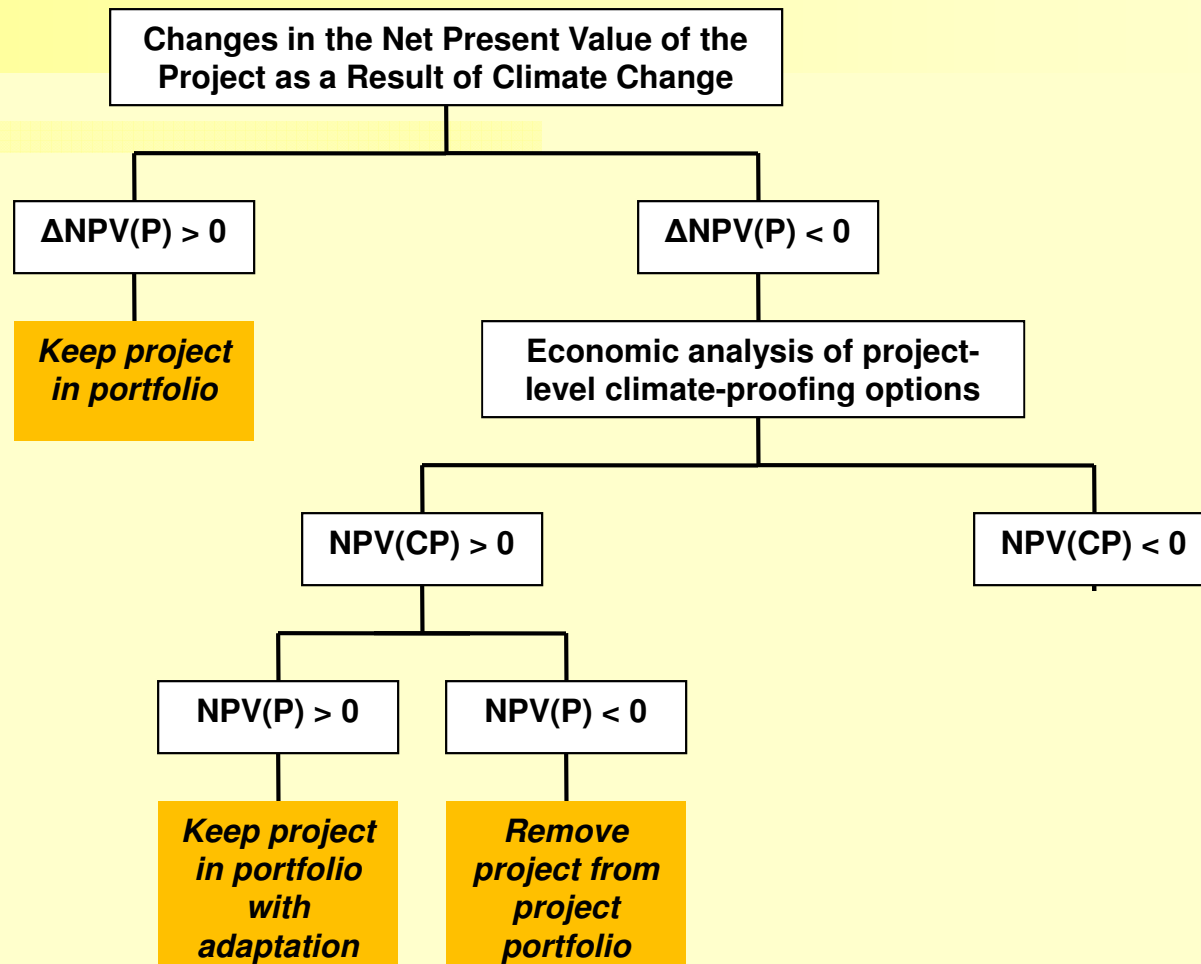 Changes in the Net Present Value of the
Project as a Result of Climate Change
ΔNPV(P) > 0
ΔNPV(P) < 0
Keep project
in portfolio
Economic analysis of project-
level climate-proofing options
NPV(CP) > 0
NPV(CP) < 0
NPV(P) > 0
NPV(P) < 0
Keep project
in portfolio
with
adaptation
Remove
project from
project
portfolio